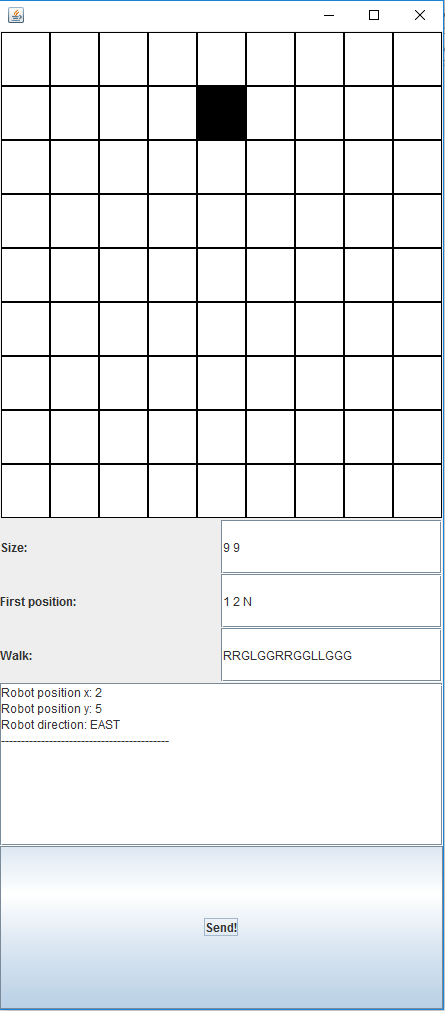 Size:
9 9
First position:
1 2 N
Walk:
RRGLGGRRGGLLGGG
Robot position x: 2
Robot position y: 5
Robot direction: EAST
------------------------------------------
Send!